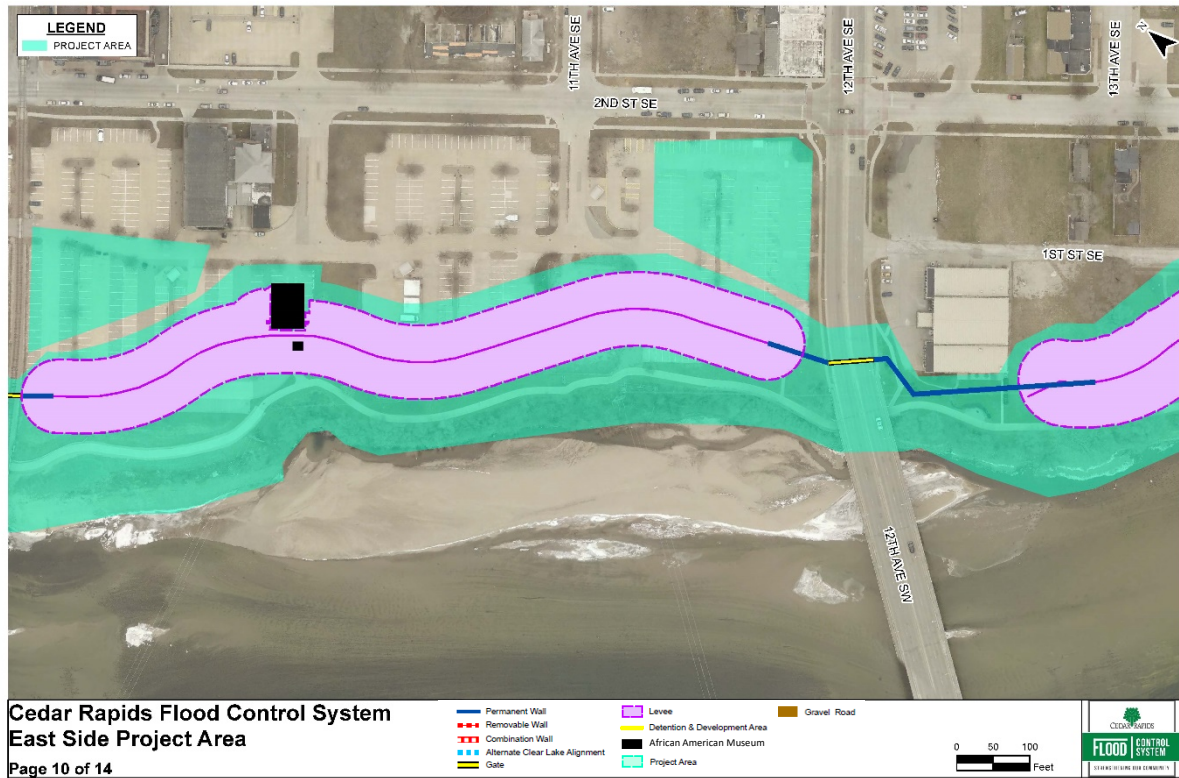 LEGEND
PROJECT AREA
N
11TH AVE SE
12TH AVE SE
13TH AVE SE
2ND ST SE
1ST ST SE
12TH AVE SW
Cedar Rapids Flood Control System
East Side Project Area
Page 10 of 14
Permanent Wall
Removable Wall
Combination Wall
Alternate Clear Lake Alignment
Gate
Levee
Detention & Development Area
African American Museum
Project Area
Gravel Road
0 50 100
Feet
CEDAR RAPIDS
FLOOD CONTROL
SYSTEM
STRENGTHENING OUR COMMUNITY